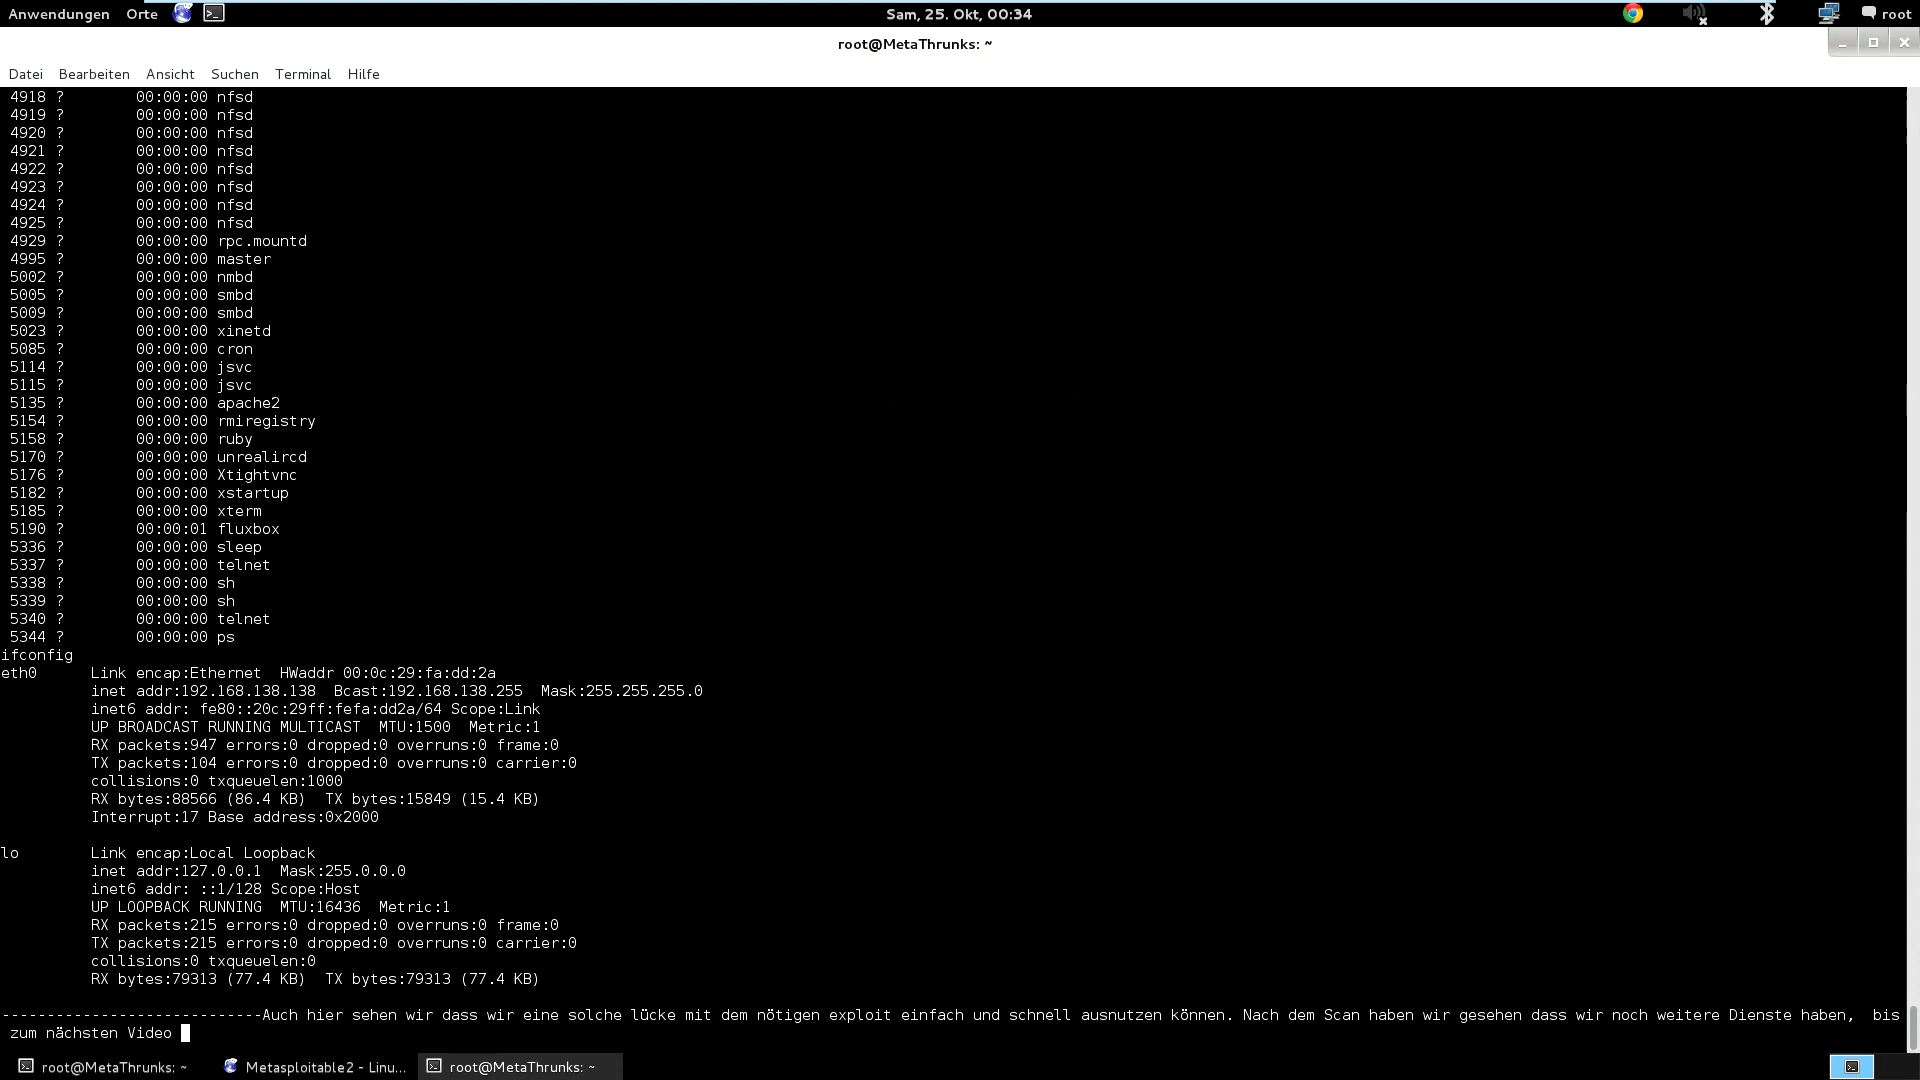 Anwendungen Orte Sam, 25. Okt, 00:34 root
root@MetaThrunks: ~
Datei Bearbeiten Ansicht Suchen Terminal Hilfe
4918 ? 00:00:00 nfsd
4919 ? 00:00:00 nfsd
4920 ? 00:00:00 nfsd
4921 ? 00:00:00 nfsd
4922 ? 00:00:00 nfsd
4923 ? 00:00:00 nfsd
4924 ? 00:00:00 nfsd
4925 ? 00:00:00 nfsd
4929 ? 00:00:00 rpc.mountd
4995 ? 00:00:00 master
5002 ? 00:00:00 nmbd
5005 ? 00:00:00 smbd
5009 ? 00:00:00 smbd
5023 ? 00:00:00 xinetd
5085 ? 00:00:00 cron
5114 ? 00:00:00 jsvc
5115 ? 00:00:00 jsvc
5135 ? 00:00:00 apache2
5154 ? 00:00:00 rmiregistry
5158 ? 00:00:00 ruby
5170 ? 00:00:00 unrealircd
5176 ? 00:00:00 Xtightvnc
5182 ? 00:00:00 xstartup
5185 ? 00:00:00 xterm
5190 ? 00:00:01 fluxbox
5336 ? 00:00:00 sleep
5337 ? 00:00:00 telnet
5338 ? 00:00:00 sh
5339 ? 00:00:00 sh
5340 ? 00:00:00 telnet
5344 ? 00:00:00 ps
ifconfig
eth0 Link encap:Ethernet HWaddr 00:0c:29:fa:dd:2a
inet addr:192.168.138.138 Bcast:192.168.138.255 Mask:255.255.255.0
inet6 addr: fe80::20c:29ff:fefa:dd2a/64 Scope:Link
UP BROADCAST RUNNING MULTICAST MTU:1500 Metric:1
RX packets:947 errors:0 dropped:0 overruns:0 frame:0
TX packets:104 errors:0 dropped:0 overruns:0 carrier:0
collisions:0 txqueuelen:1000
RX bytes:88566 (86.4 KB) TX bytes:15849 (15.4 KB)
Interrupt:17 Base address:0x2000
lo Link encap:Local Loopback
inet addr:127.0.0.1 Mask:255.0.0.0
inet6 addr: ::1/128 Scope:Host
UP LOOPBACK RUNNING MTU:16436 Metric:1
RX packets:215 errors:0 dropped:0 overruns:0 frame:0
TX packets:215 errors:0 dropped:0 overruns:0 carrier:0
collisions:0 txqueuelen:0
RX bytes:79313 (77.4 KB) TX bytes:79313 (77.4 KB)
-----------------------------Auch hier sehen wir dass wir eine solche lücke mit dem nötigen exploit einfach und schnell ausnutzen können. Nach dem Scan haben wir gesehen dass wir noch weitere Dienste haben, bis
zum nächsten Video
root@MetaThrunks: ~ Metasploitable2 - Linu... root@MetaThrunks: ~